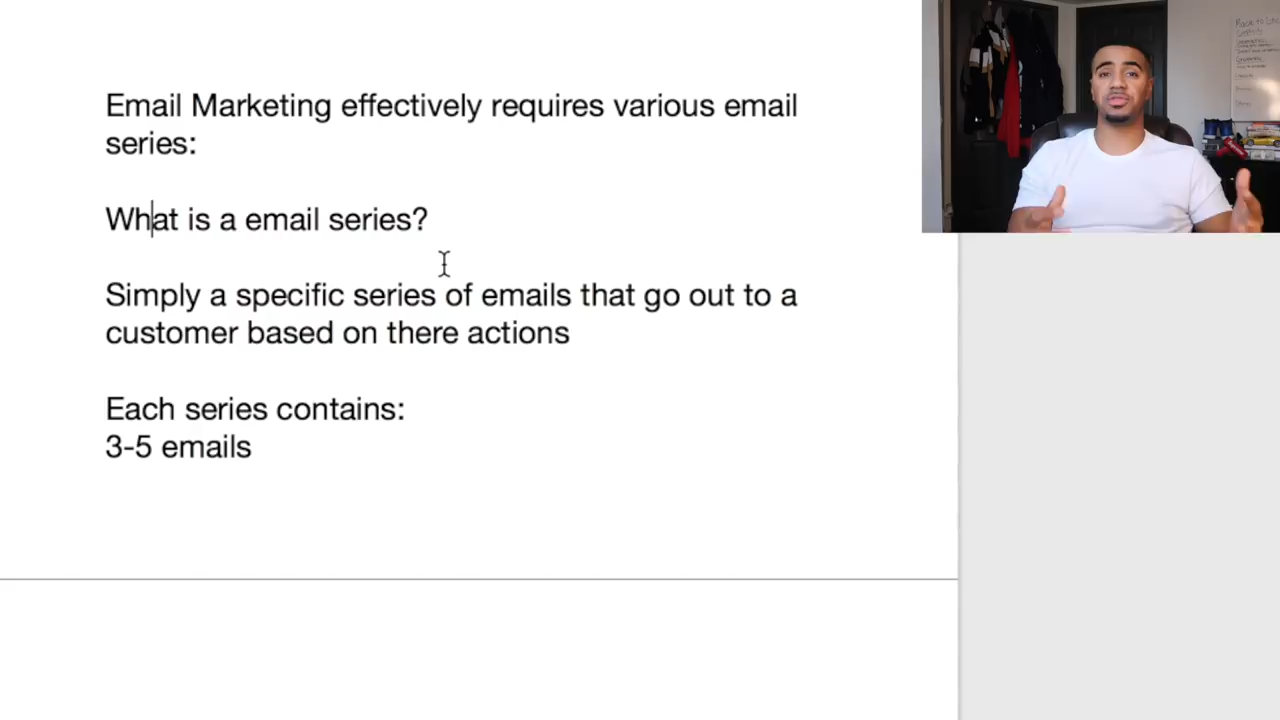 Email Marketing effectively requires various email
series:
What is a email series?
Simply a specific series of emails that go out to a
customer based on there actions
Each series contains:
3-5 emails